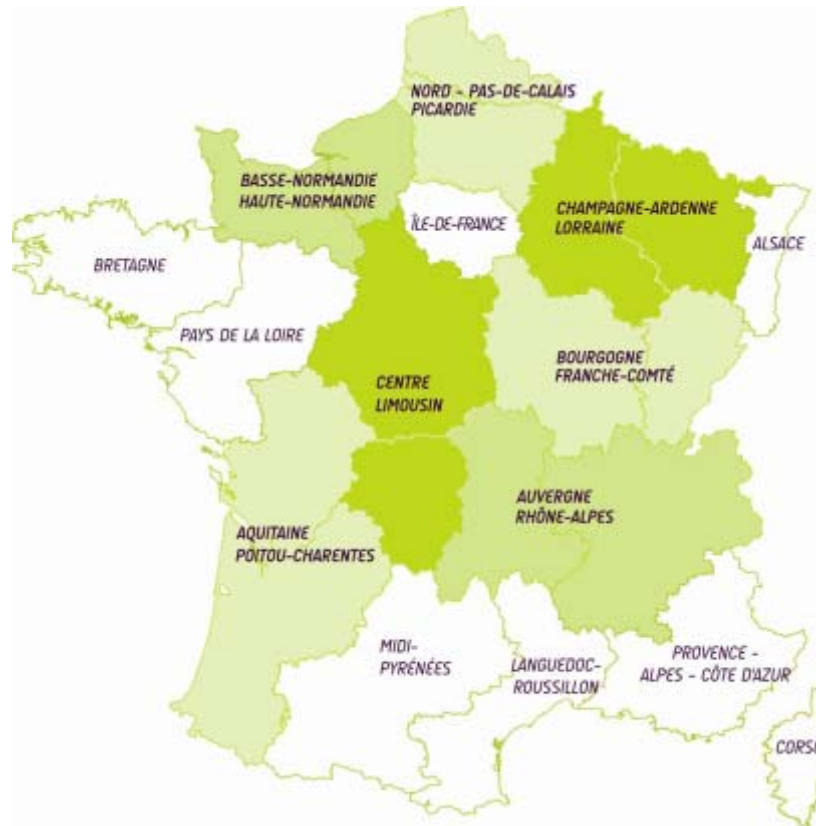 NORD - PAS-DE-CALAIS
PICARDIE
BASSE-NORMANDIE
HAUTE-NORMANDIE
ÎLE-DE-FRANCE
CHAMPAGNE-ARDENNE
LORRAINE
ALSACE
BRETAGNE
PAYS DE LA LOIRE
CENTRE
LIMOUSIN
BOURGOGNE
FRANCHE-COMTÉ
AUVERGNE
RHÔNE-ALPES
AQUITAINE
POITOU-CHARENTES
MIDI-
PYRÉNÉES
LANGUEDOC-
ROUSSILLON
PROVENCE -
ALPES - CÔTE D'AZUR
CORS